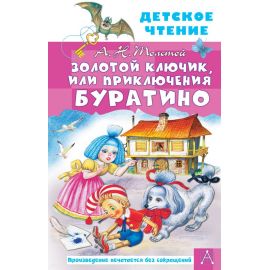 ДЕТСКОЕ
ЧТЕНИЕ
А. Н. Толстой
ЗОЛОТОЙ КЛЮЧИК,
ИЛИ ПРИКЛЮЧЕНИЯ
БУРАТИНО
Произведение печатается без сокращений
А